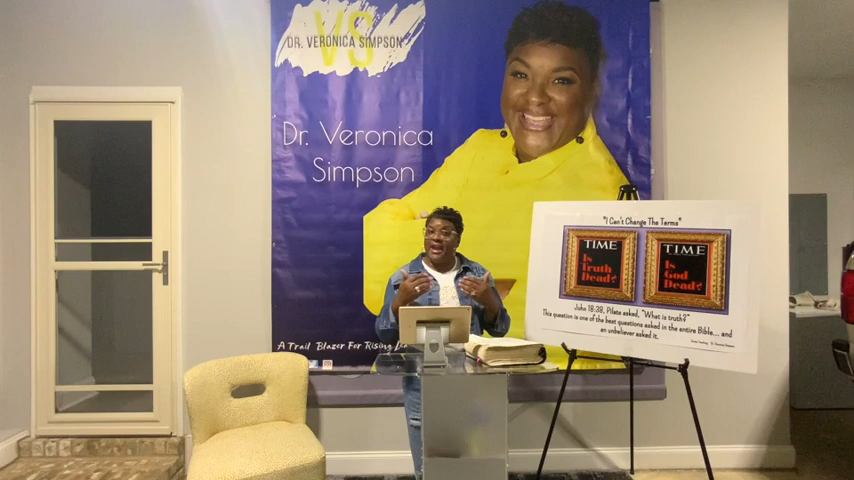 VS
DR. VERONICA SIMPSON
Dr. Veronica
Simpson
A Trail Blazer For Rising
"I Can't Change The Terms"
TIME
Is
Truth
Dead?
TIME
Is
God
Dead?
John 18:38, Pilate asked, "What is truth?"
This question is one of the best questions asked in the entire Bible... and
an unbeliever asked it.